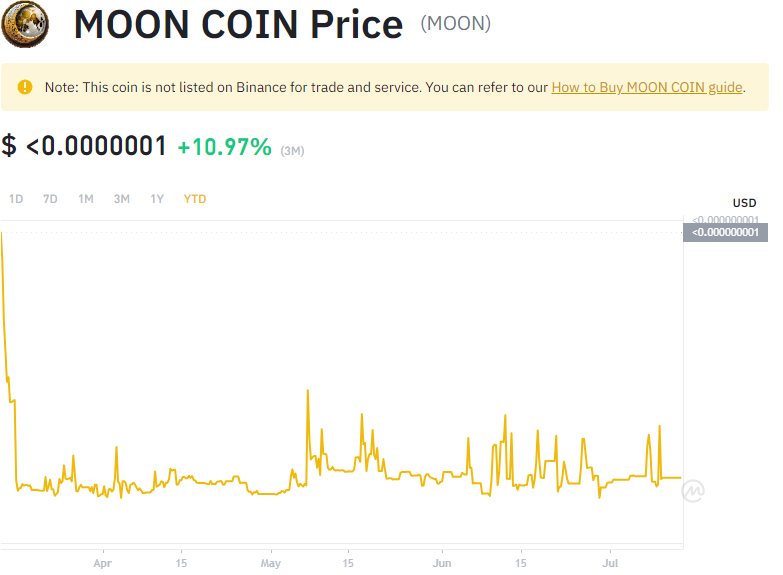 MOON COIN Price (MOON)
Note: This coin is not listed on Binance for trade and service. You can refer to our How to Buy MOON COIN guide.
$ <0.0000001 +10.97% (3M)
1D 7D 1M 3M 1Y YTD
USD
<0.000000001
<0.000000001
Apr 15 May 15 Jun 15 Jul